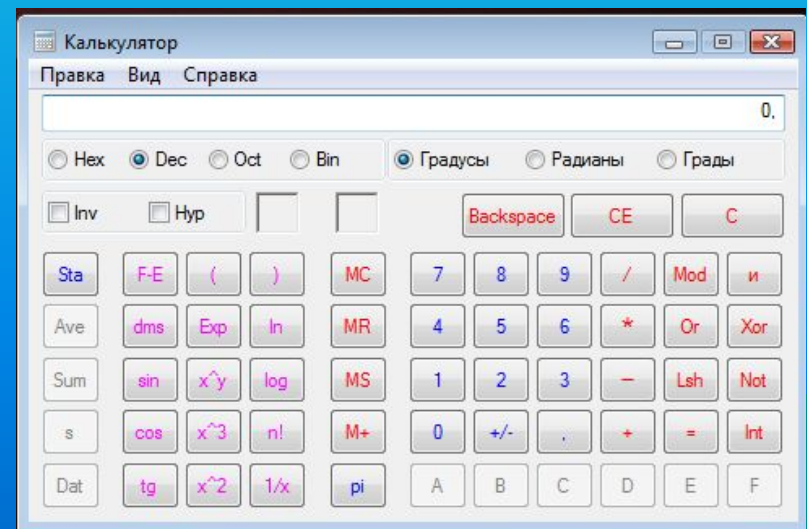 Калькулятор
Правка Вид Справка
0,
Hex Dec Oct Bin Градусы Радианы Грады
Inv Hyp Backspace CE C
Sta F-E ( ) MC 7 8 9 / Mod и
Ave dms Exp ln MR 4 5 6 * Or Xor
Sum sin x^y log MS 1 2 3 – Lsh Not
s cos x^3 n! M+ 0 +/- , + = Int
Dat tg x^2 1/x pi A B C D E F